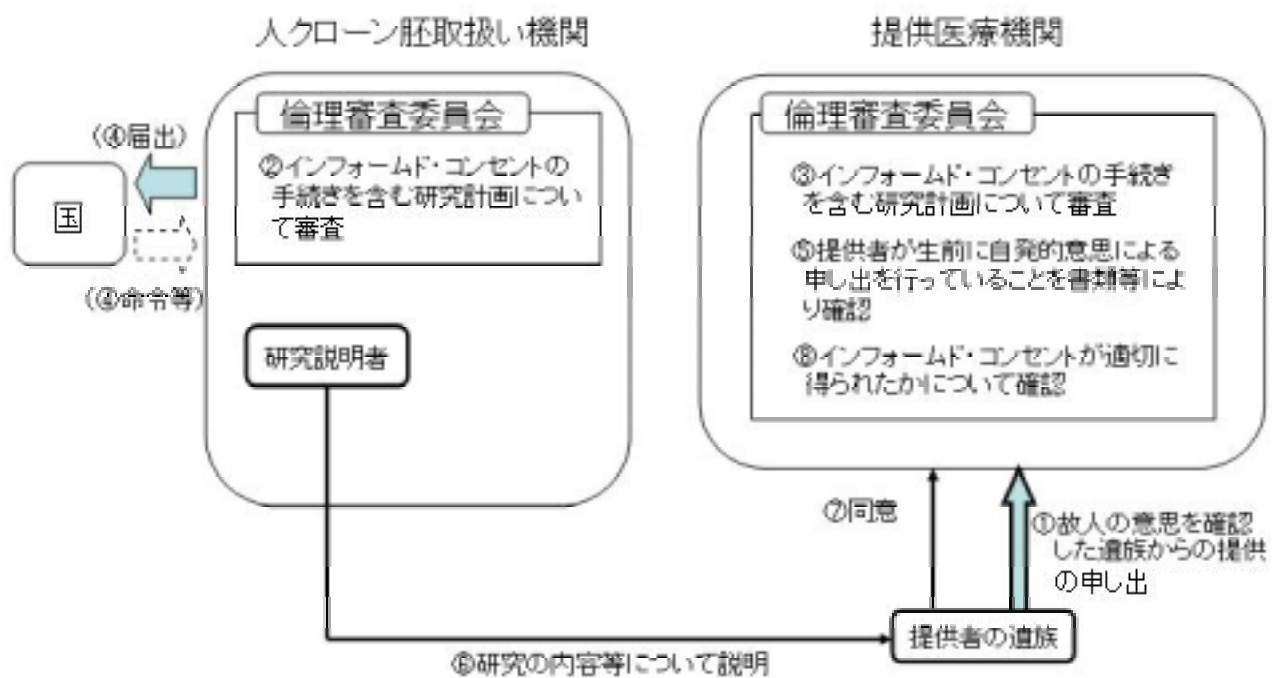 人クローン胚取扱い機関
提供医療機関
倫理審査委員会
②インフォームド・コンセントの
手続きを含む研究計画につい
て審査
(④届出)
国
(④命令等)
研究説明者
倫理審査委員会
③インフォームド・コンセントの手続き
を含む研究計画について審査
⑤提供者が生前に自発的意思による
申し出を行っていることを書類等によ
り確認
⑧インフォームド・コンセントが適切に
得られたかについて確認
⑦同意
①故人の意思を確認
した遺族からの提供
の申し出
提供者の遺族
⑥研究の内容等について説明